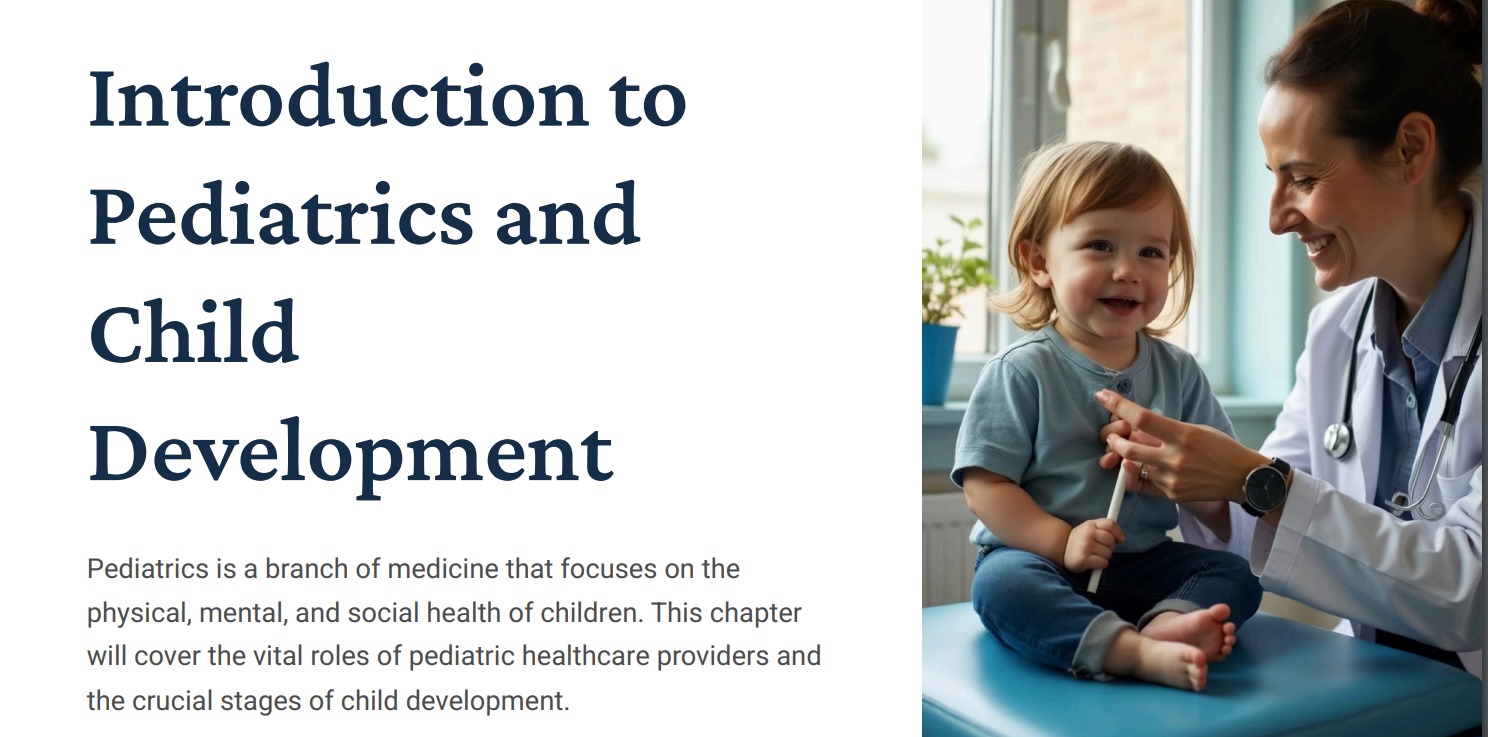 Introduction to
Pediatrics and
Child
Development
Pediatrics is a branch of medicine that focuses on the
physical, mental, and social health of children. This chapter
will cover the vital roles of pediatric healthcare providers and
the crucial stages of child development.